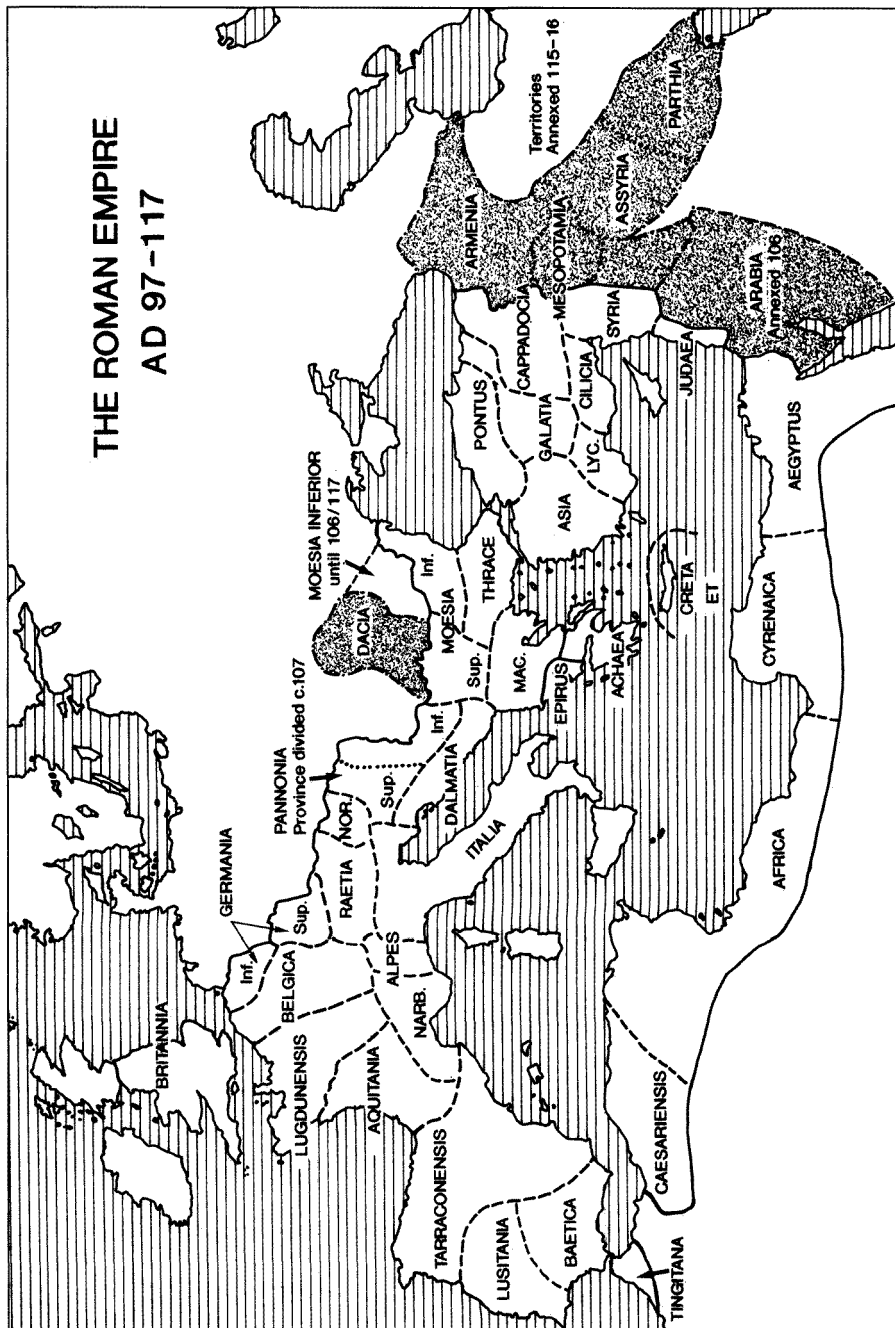 THE ROMAN EMPIRE
AD 97–117
BRITANNIA
GERMANIA
Inf.
Sup.
BELGICA
LUGDUNENSIS
AQUITANIA
NARB.
ALPES
RAETIA
NOR.
PANNONIA
Province divided c.107
Sup.
Inf.
DALMATIA
ITALIA
TARRACONENSIS
LUSITANIA
BAETICA
TINGITANA
CAESARIENSIS
AFRICA
DACIA
MOESIA INFERIOR
until 106/117
MOESIA
Inf.
Sup.
THRACE
MAC.
EPIRUS
ACHAEA
ASIA
PONTUS
GALATIA
LYC.
CILICIA
CAPPADOCIA
SYRIA
JUDAEA
CRETA
ET
CYRENAICA
AEGYPTUS
ARMENIA
MESOPOTAMIA
ASSYRIA
PARTHIA
Territories
Annexed 115–16
ARABIA
Annexed 106